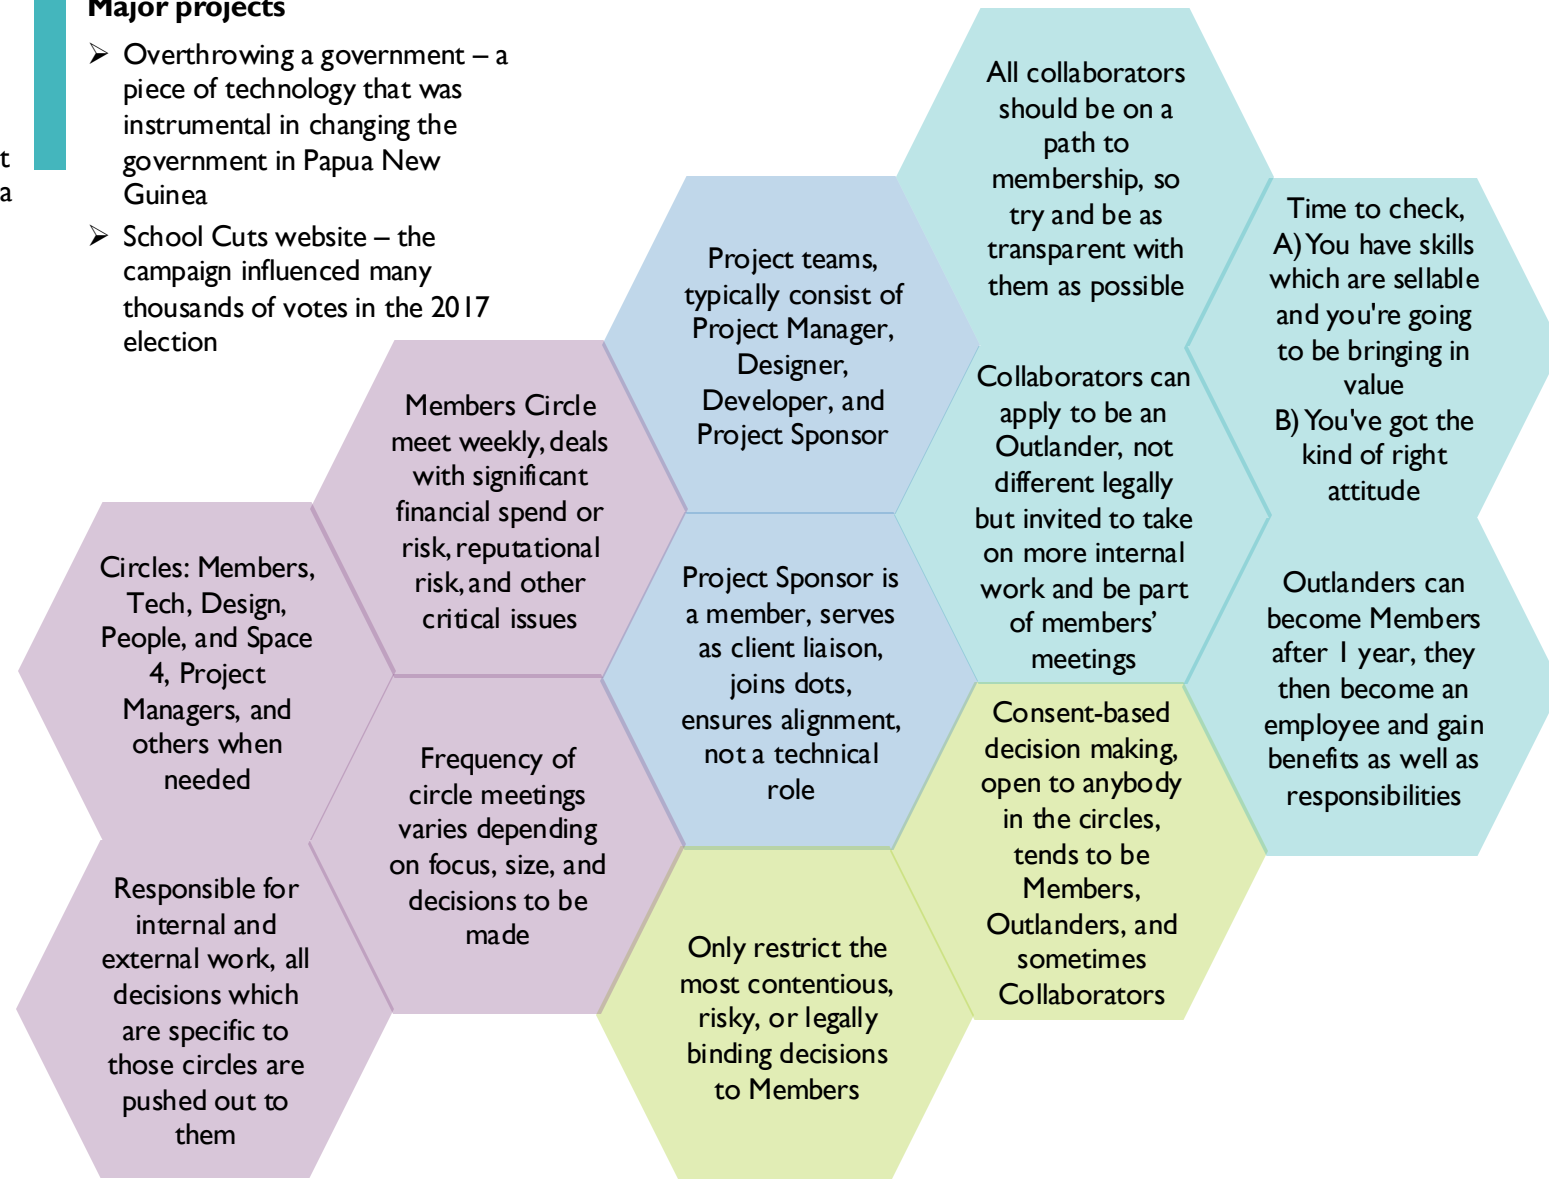 Major projects
➢ Overthrowing a government – a
piece of technology that was
instrumental in changing the
government in Papua New
Guinea
➢ School Cuts website – the
campaign influenced many
thousands of votes in the 2017
election
t
a
Circles: Members,
Tech, Design,
People, and Space
4, Project
Managers, and
others when
needed
Responsible for
internal and
external work, all
decisions which
are specific to
those circles are
pushed out to
them
Members Circle
meet weekly, deals
with significant
financial spend or
risk, reputational
risk, and other
critical issues
Frequency of
circle meetings
varies depending
on focus, size, and
decisions to be
made
Project teams,
typically consist of
Project Manager,
Designer,
Developer, and
Project Sponsor
Project Sponsor is
a member, serves
as client liaison,
joins dots,
ensures alignment,
not a technical
role
Only restrict the
most contentious,
risky, or legally
binding decisions
to Members
All collaborators
should be on a
path to
membership, so
try and be as
transparent with
them as possible
Collaborators can
apply to be an
Outlander, not
different legally
but invited to take
on more internal
work and be part
of members’
meetings
Consent-based
decision making,
open to anybody
in the circles,
tends to be
Members,
Outlanders, and
sometimes
Collaborators
Time to check,
A) You have skills
which are sellable
and you're going
to be bringing in
value
B) You've got the
kind of right
attitude
Outlanders can
become Members
after 1 year, they
then become an
employee and gain
benefits as well as
responsibilities